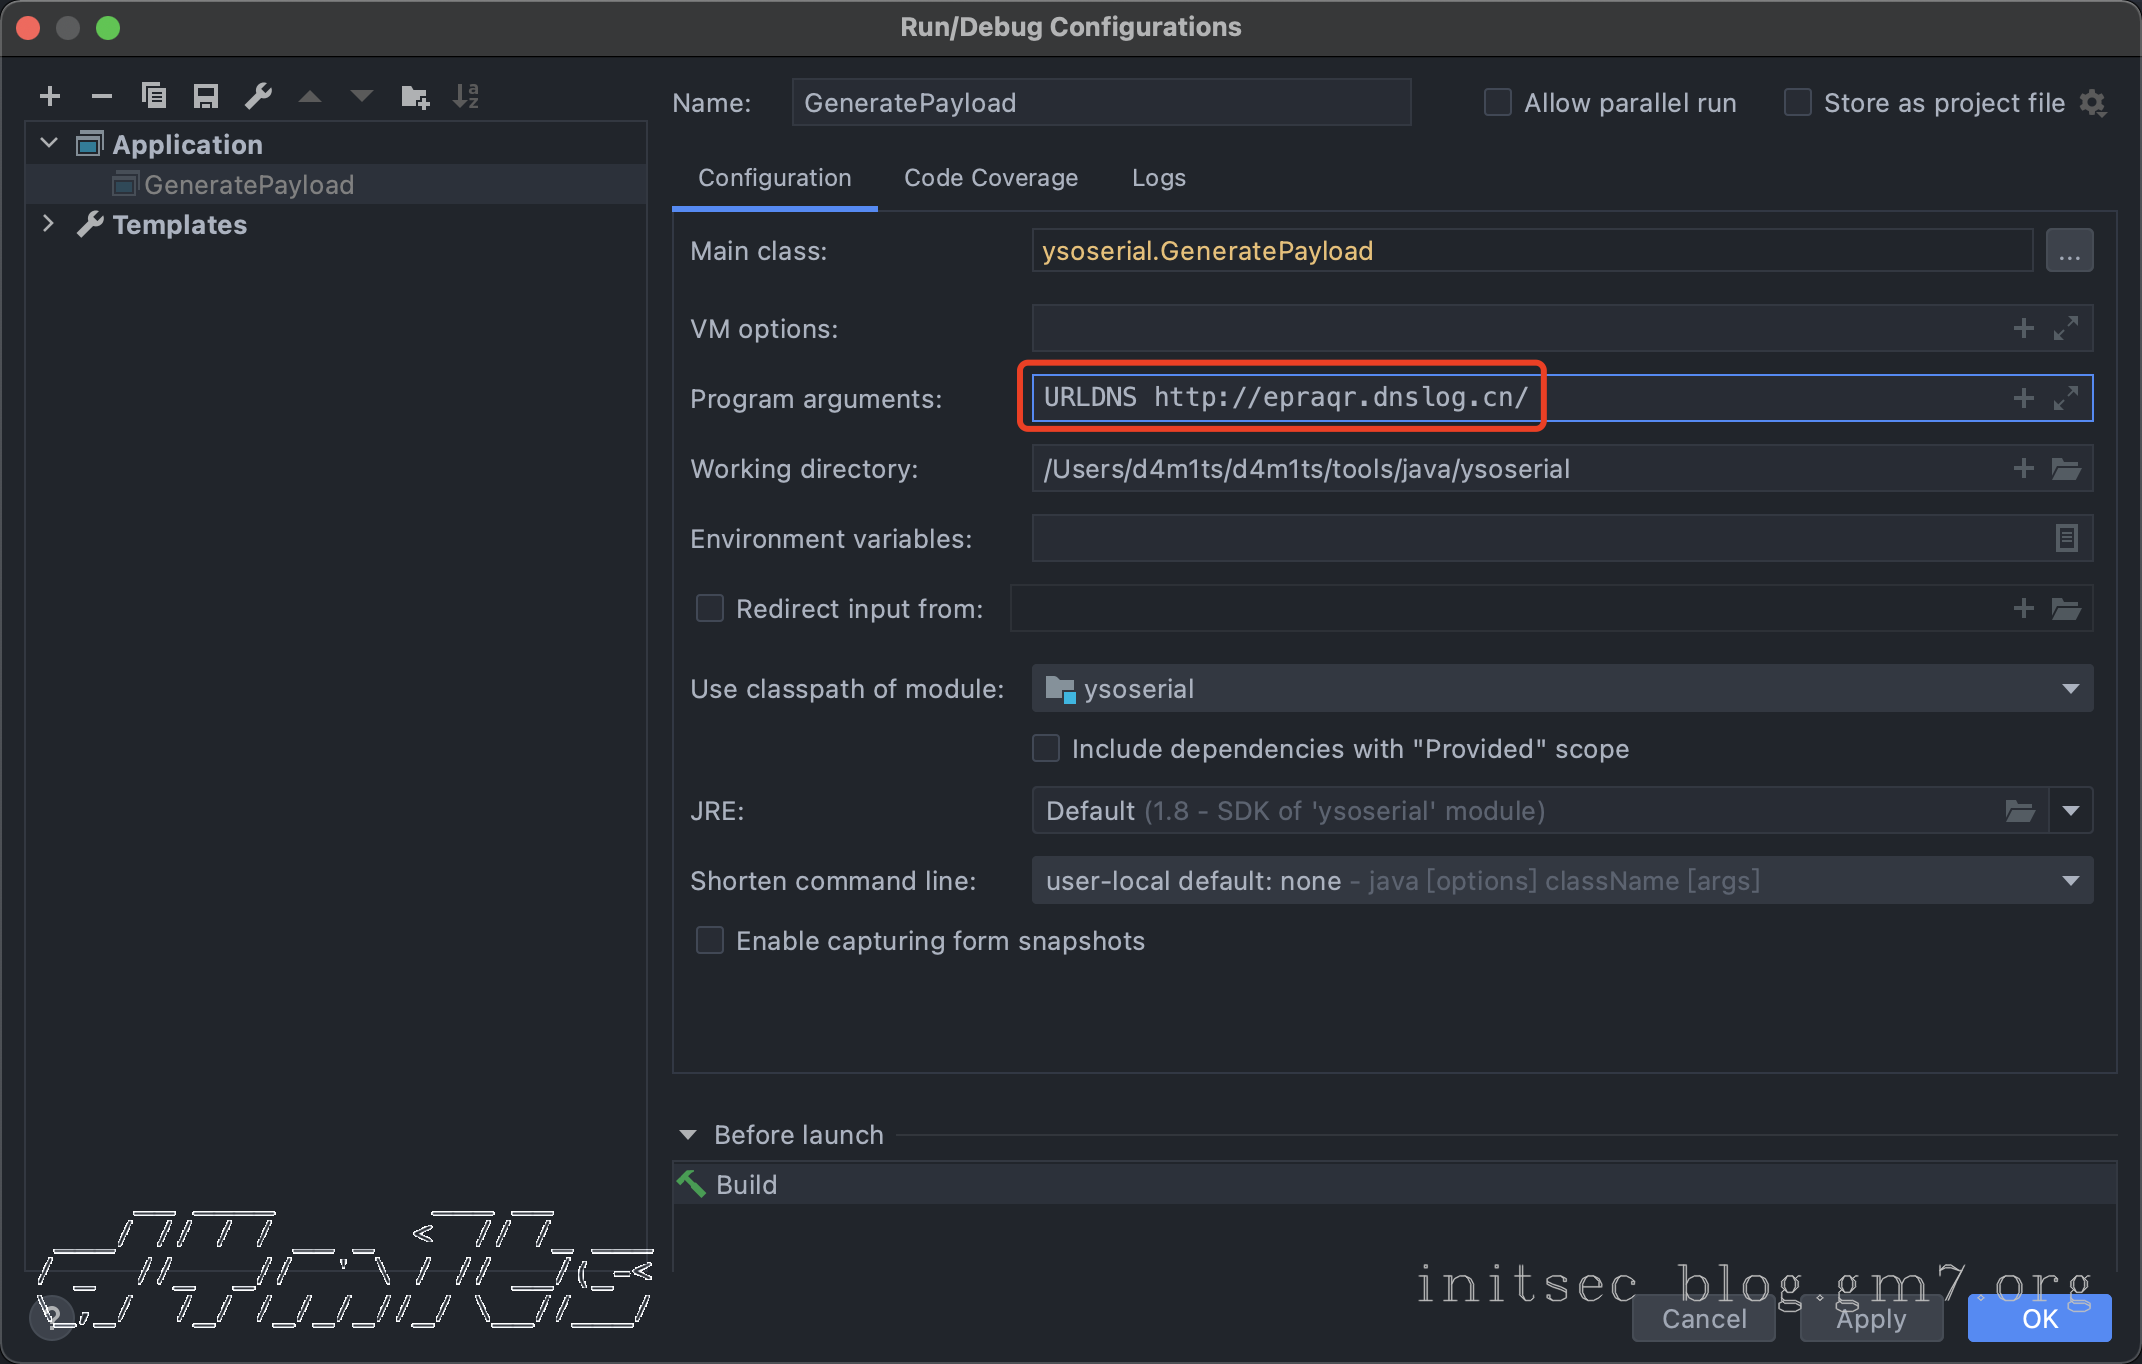 Run/Debug Configurations
Name: GeneratePayload Allow parallel run Store as project file
Application
GeneratePayload
Templates
Configuration Code Coverage Logs
Main class: ysoserial.GeneratePayload ...
VM options:
Program arguments: URLDNS http://epraqr.dnslog.cn/
Working directory: /Users/d4m1ts/d4m1ts/tools/java/ysoserial
Environment variables:
Redirect input from:
Use classpath of module: ysoserial
Include dependencies with "Provided" scope
JRE: Default (1.8 - SDK of 'ysoserial' module)
Shorten command line: user-local default: none - java [options] className [args]
Enable capturing form snapshots
Before launch
Build
initsec blog.gm7.org
? Cancel Apply OK